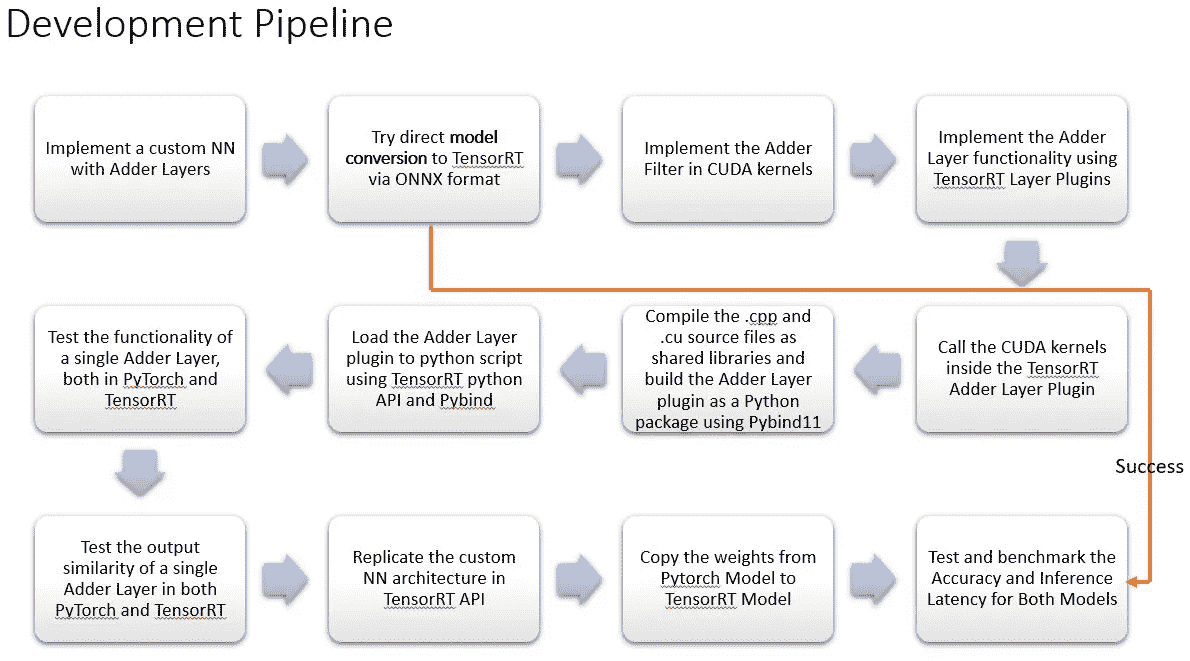 Development Pipeline
Implement a custom NN
with Adder Layers
Try direct model
conversion to TensorRT
via ONNX format
Implement the Adder
Filter in CUDA kernels
Implement the Adder
Layer functionality using
TensorRT Layer Plugins
Call the CUDA kernels
inside the TensorRT
Adder Layer Plugin
Compile the .cpp and
.cu source files as
shared libraries and
build the Adder Layer
plugin as a Python
package using Pybind11
Load the Adder Layer
plugin to python script
using TensorRT python
API and Pybind
Test the functionality of
a single Adder Layer,
both in PyTorch and
TensorRT
Success
Test the output
similarity of a single
Adder Layer in both
PyTorch and TensorRT
Replicate the custom
NN architecture in
TensorRT API
Copy the weights from
Pytorch Model to
TensorRT Model
Test and benchmark the
Accuracy and Inference
Latency for Both Models